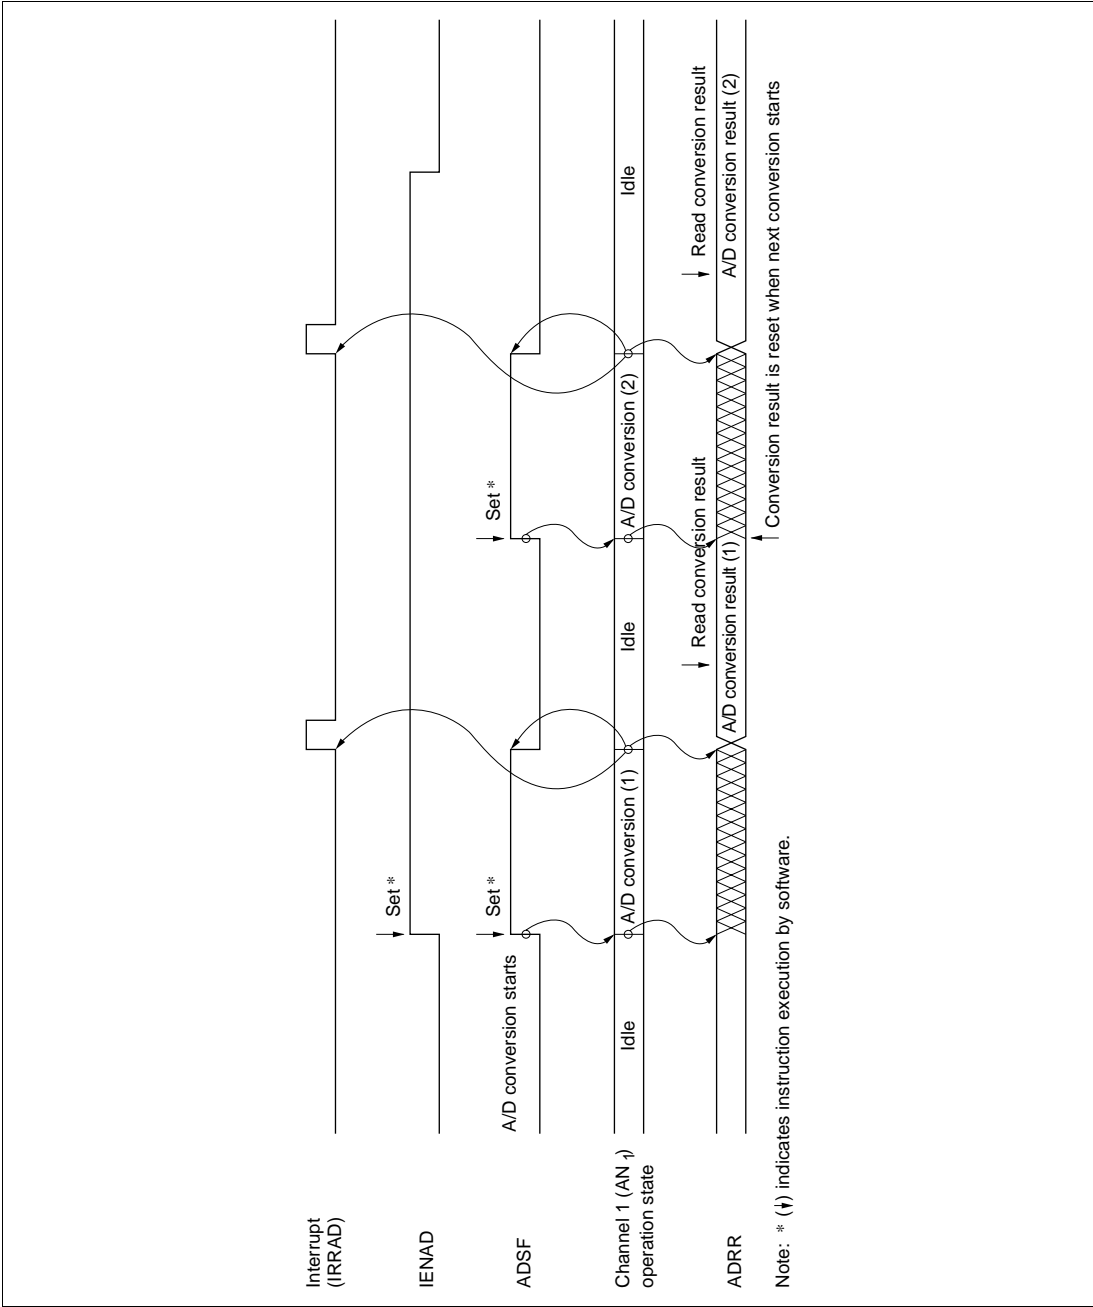 Interrupt
(IRRAD)
IENAD
Set *
ADSF
A/D conversion starts
Set *
Set *
Channel 1 (AN 1)
operation state
Idle
A/D conversion (1)
Idle
A/D conversion (2)
Idle
Read conversion result
Read conversion result
ADRR
A/D conversion result (1)
A/D conversion result (2)
Conversion result is reset when next conversion starts
Note: * (↓) indicates instruction execution by software.